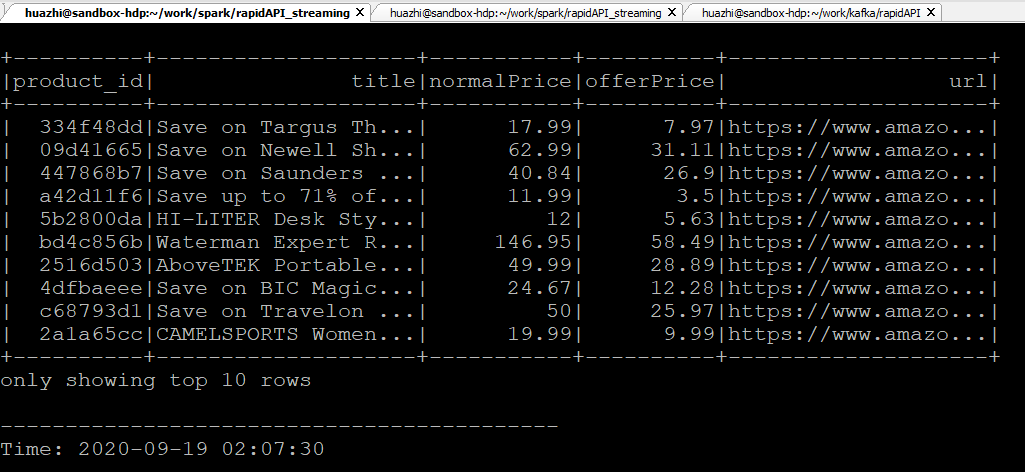 huazhi@sandbox-hdp:~/work/spark/rapidAPI_streaming × huazhi@sandbox-hdp:~/work/spark/rapidAPI_streaming × huazhi@sandbox-hdp:~/work/kafka/rapidAPI ×
+----------+--------------------+-----------+----------+--------------------+
|product_id|               title|normalPrice|offerPrice|                 url|
+----------+--------------------+-----------+----------+--------------------+
|  334f48dd|Save on Targus Th...|      17.99|      7.97|https://www.amazo...|
|  09d41665|Save on Newell Sh...|      62.99|     31.11|https://www.amazo...|
|  447868b7|Save on Saunders ...|      40.84|      26.9|https://www.amazo...|
|  a42d11f6|Save up to 71% of...|      11.99|       3.5|https://www.amazo...|
|  5b2800da|HI-LITER Desk Sty...|         12|      5.63|https://www.amazo...|
|  bd4c856b|Waterman Expert R...|     146.95|     58.49|https://www.amazo...|
|  2516d503|AboveTEK Portable...|      49.99|     28.89|https://www.amazo...|
|  4dfbaeee|Save on BIC Magic...|      24.67|     12.28|https://www.amazo...|
|  c68793d1|Save on Travelon ...|         50|     25.97|https://www.amazo...|
|  2a1a65cc|CAMELSPORTS Women...|      19.99|      9.99|https://www.amazo...|
+----------+--------------------+-----------+----------+--------------------+
only showing top 10 rows
-------------------------------------------
Time: 2020-09-19 02:07:30